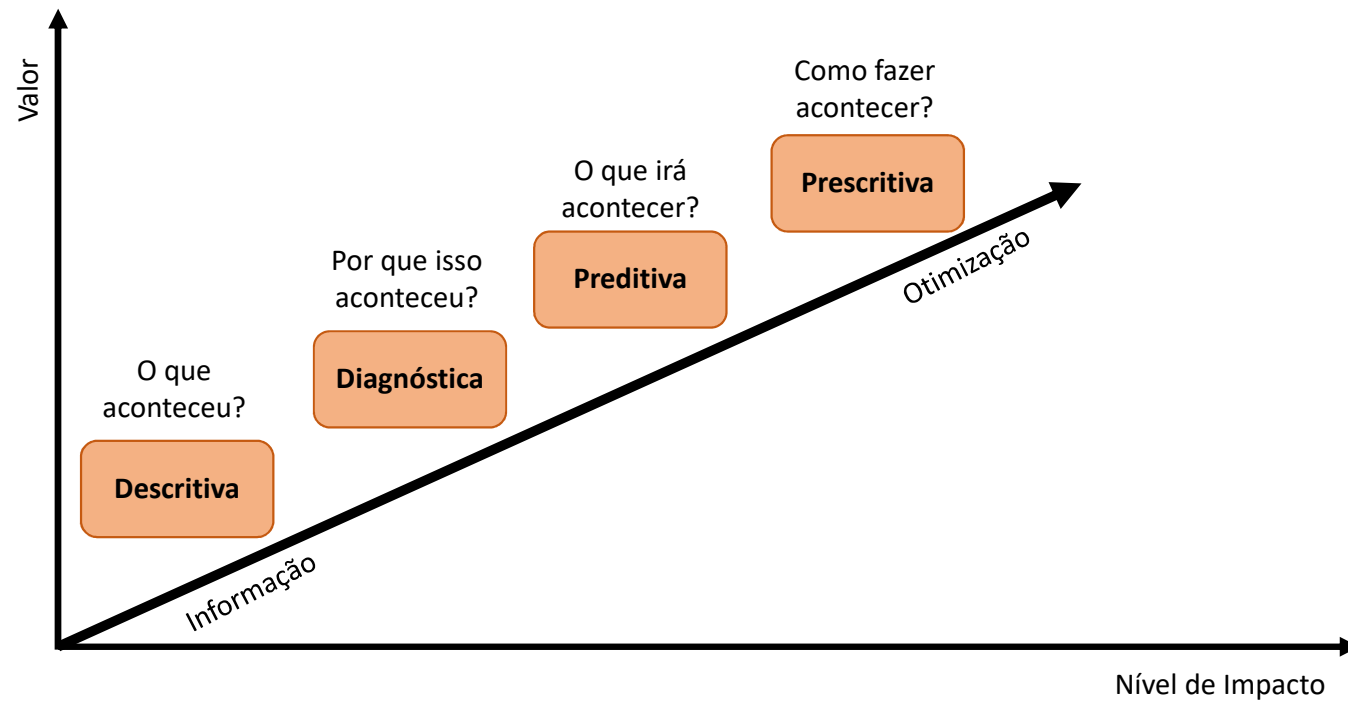 Valor
Como fazer
acontecer?
Prescritiva
O que irá
acontecer?
Preditiva
Por que isso
aconteceu?
Diagnóstica
O que
aconteceu?
Descritiva
Informação
Otimização
Nível de Impacto